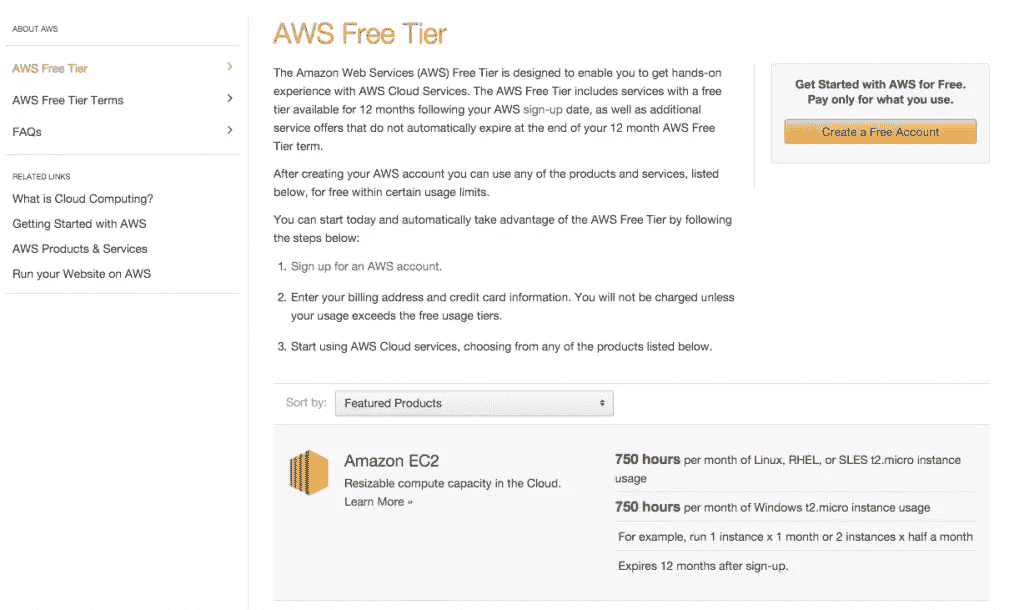 ABOUT AWS
AWS Free Tier
AWS Free Tier Terms
FAQs
RELATED LINKS
What is Cloud Computing?
Getting Started with AWS
AWS Products & Services
Run your Website on AWS
AWS Free Tier
The Amazon Web Services (AWS) Free Tier is designed to enable you to get hands-on
experience with AWS Cloud Services. The AWS Free Tier includes services with a free
tier available for 12 months following your AWS sign-up date, as well as additional
service offers that do not automatically expire at the end of your 12 month AWS Free
Tier term.
After creating your AWS account you can use any of the products and services, listed
below, for free within certain usage limits.
You can start today and automatically take advantage of the AWS Free Tier by following
the steps below:
1. Sign up for an AWS account.
2. Enter your billing address and credit card information. You will not be charged unless
your usage exceeds the free usage tiers.
3. Start using AWS Cloud services, choosing from any of the products listed below.
Get Started with AWS for Free.
Pay only for what you use.
Create a Free Account
Sort by: Featured Products
Amazon EC2
Resizable compute capacity in the Cloud.
Learn More »
750 hours per month of Linux, RHEL, or SLES t2.micro instance
usage
750 hours per month of Windows t2.micro instance usage
For example, run 1 instance x 1 month or 2 instances x half a month
Expires 12 months after sign-up.